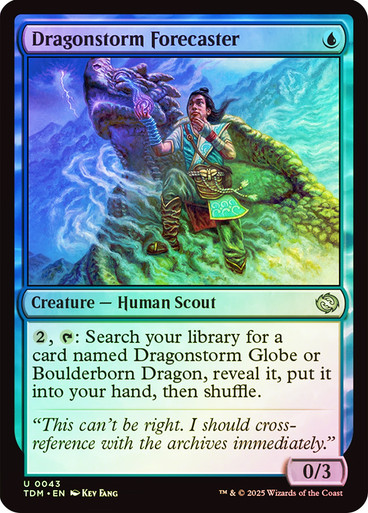 Dragonstorm Forecaster
Creature — Human Scout
2, T: Search your library for a
card named Dragonstorm Globe or
Boulderborn Dragon, reveal it, put it
into your hand, then shuffle.
“This can’t be right. I should cross-
reference with the archives immediately.”
0/3
U 0043
TDM • EN Key Fang
™ & © 2025 Wizards of the Coast